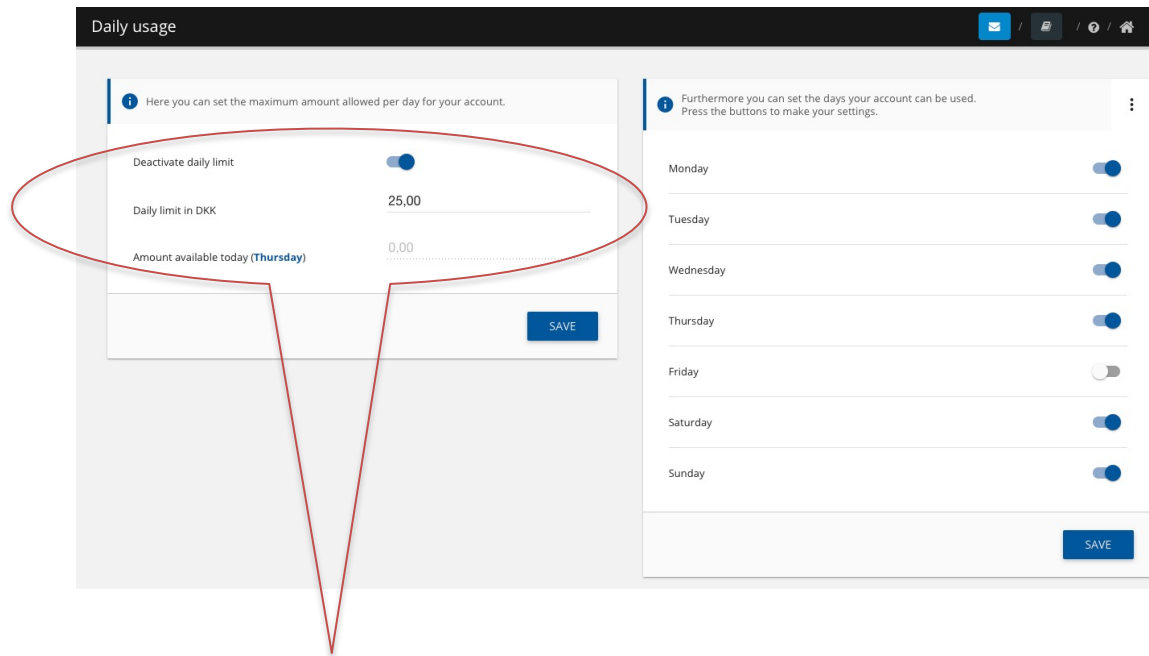 Daily usage
/ / /
Here you can set the maximum amount allowed per day for your account.
Deactivate daily limit
Daily limit in DKK 25,00
Amount available today (Thursday) 0,00
SAVE
Furthermore you can set the days your account can be used.
Press the buttons to make your settings.
Monday
Tuesday
Wednesday
Thursday
Friday
Saturday
Sunday
SAVE